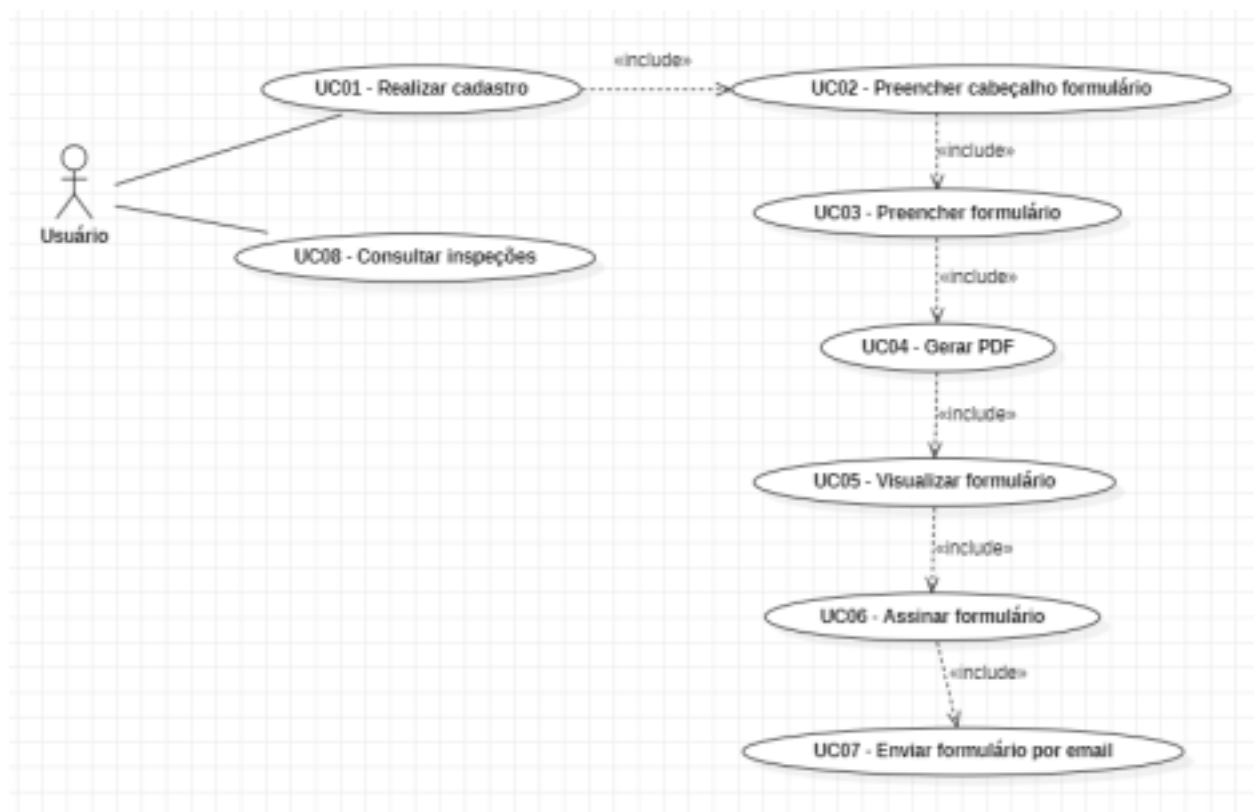 «include»
UC01 - Realizar cadastro
UC02 - Preencher cabeçalho formulário
«include»
UC03 - Preencher formulário
Usuário
UC08 - Consultar inspeções
«include»
UC04 - Gerar PDF
«include»
UC05 - Visualizar formulário
«include»
UC06 - Assinar formulário
«include»
UC07 - Enviar formulário por email